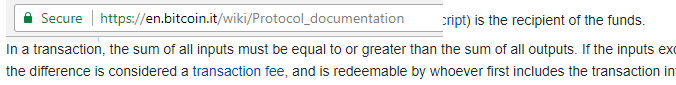 Secure | https://en.bitcoin.it/wiki/Protocol_documentation
cript) is the recipient of the funds.
In a transaction, the sum of all inputs must be equal to or greater than the sum of all outputs. If the inputs exc
the difference is considered a transaction fee, and is redeemable by whoever first includes the transaction in